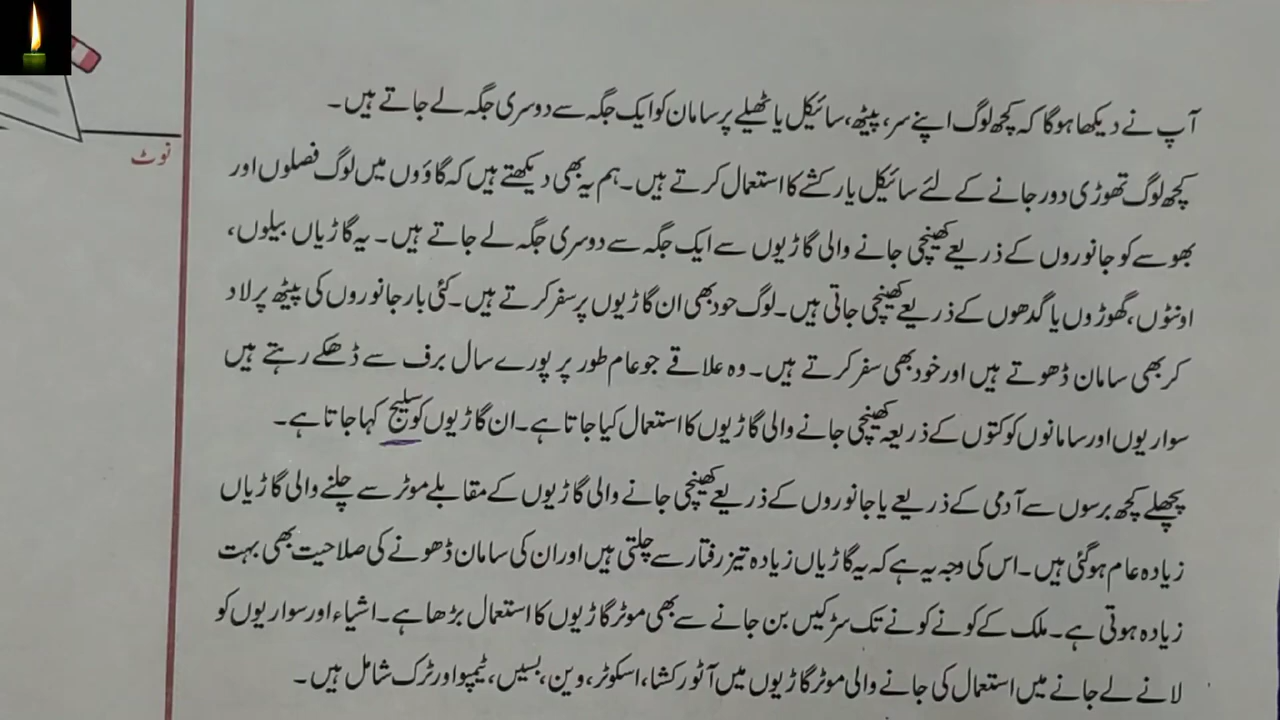 آپ نے دیکھا ہوگا کہ کچھ لوگ اپنے سر، پیٹھ، سائیکل یا ٹھیلے پر سامان کو ایک جگہ سے دوسری جگہ لے جاتے ہیں۔
نوٹ
کچھ لوگ تھوڑی دور جانے کے لئے سائیکل یا رکشے کا استعمال کرتے ہیں۔ ہم یہ بھی دیکھتے ہیں کہ گاؤوں میں لوگ فصلوں اور
بھوسے کو جانوروں کے ذریعے کھینچی جانے والی گاڑیوں سے ایک جگہ سے دوسری جگہ لے جاتے ہیں۔ یہ گاڑیاں بیلوں،
اونٹوں، گھوڑوں یا گدھوں کے ذریعے کھینچی جاتی ہیں۔ لوگ خود بھی ان گاڑیوں پر سفر کرتے ہیں۔ کئی بار جانوروں کی پیٹھ پر لاد
کر بھی سامان ڈھوتے ہیں اور خود بھی سفر کرتے ہیں۔ وہ علاقے جو عام طور پر پورے سال برف سے ڈھکے رہتے ہیں
سواریوں اور سامانوں کو کتوں کے ذریعہ کھینچی جانے والی گاڑیوں کا استعمال کیا جاتا ہے۔ ان گاڑیوں کو سلیج کہا جاتا ہے۔
پچھلے کچھ برسوں سے آدمی کے ذریعے یا جانوروں کے ذریعے کھینچی جانے والی گاڑیوں کے مقابلے موٹر سے چلنے والی گاڑیاں
زیادہ عام ہوگئی ہیں۔ اس کی وجہ یہ ہے کہ یہ گاڑیاں زیادہ تیز رفتار سے چلتی ہیں اور ان کی سامان ڈھونے کی صلاحیت بھی بہت
زیادہ ہوتی ہے۔ ملک کے کونے کونے تک سڑکیں بن جانے سے بھی موٹر گاڑیوں کا استعمال بڑھا ہے۔ اشیاء اور سواریوں کو
لانے لے جانے میں استعمال کی جانے والی موٹر گاڑیوں میں آٹو رکشا، اسکوٹر، وین، بسیں، ٹیمپو اور ٹرک شامل ہیں۔